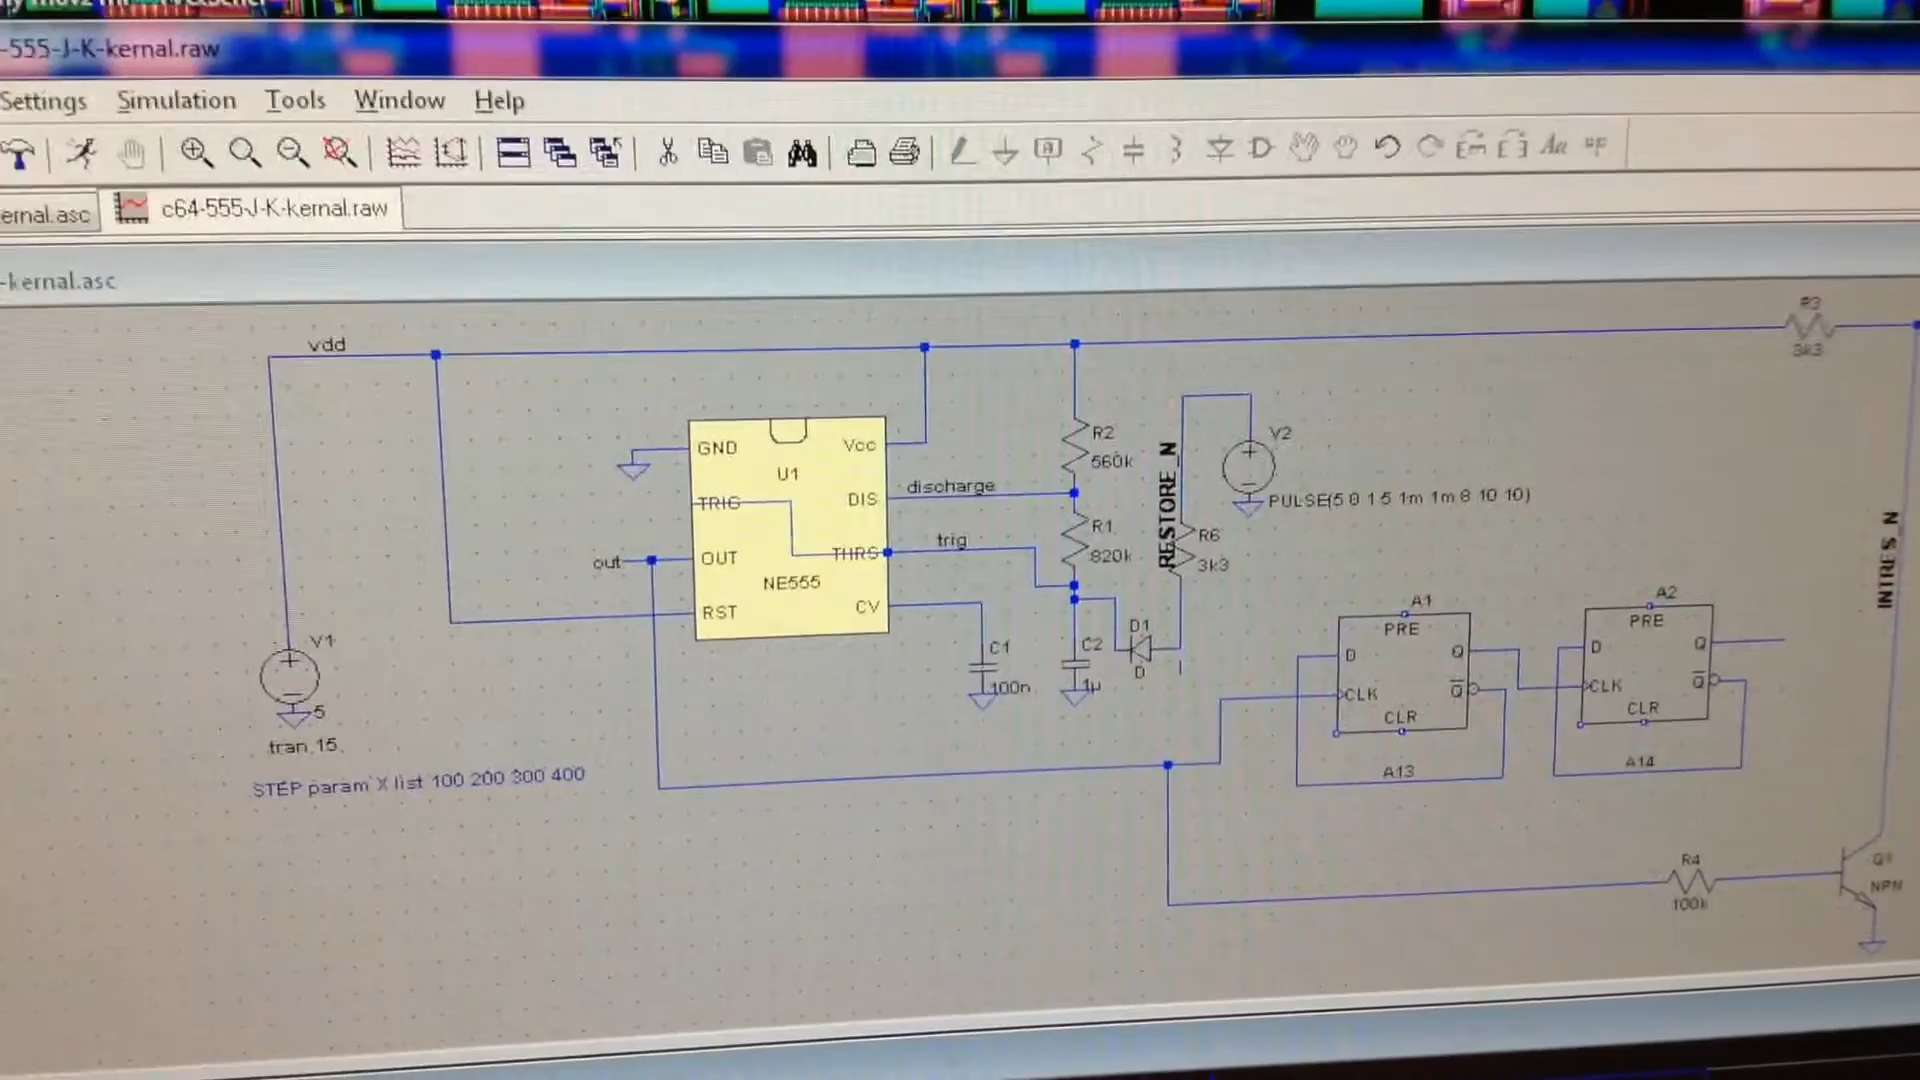 -555-J-K-kernal.raw
Settings Simulation Tools Window Help
ernal.asc
c64-555-J-K-kernal.raw
-kernal.asc
vdd
R3
3k3
GND
Vcc
U1
TRIG
DIS
discharge
OUT
THRS
trig
out
NE555
RST
CV
R2
560k
R1
820k
RESTORE_N
V2
PULSE(5 0 1.5 1m 1m 8 10 10)
R6
3k3
INTRES_N
V1
5
tran 15
STEP param X list 100 200 300 400
C1
100n
C2
1µ
D1
D
A1
PRE
D
Q
CLK
Q
CLR
A13
A2
PRE
D
Q
CLK
Q
CLR
A14
R4
100k
NPN